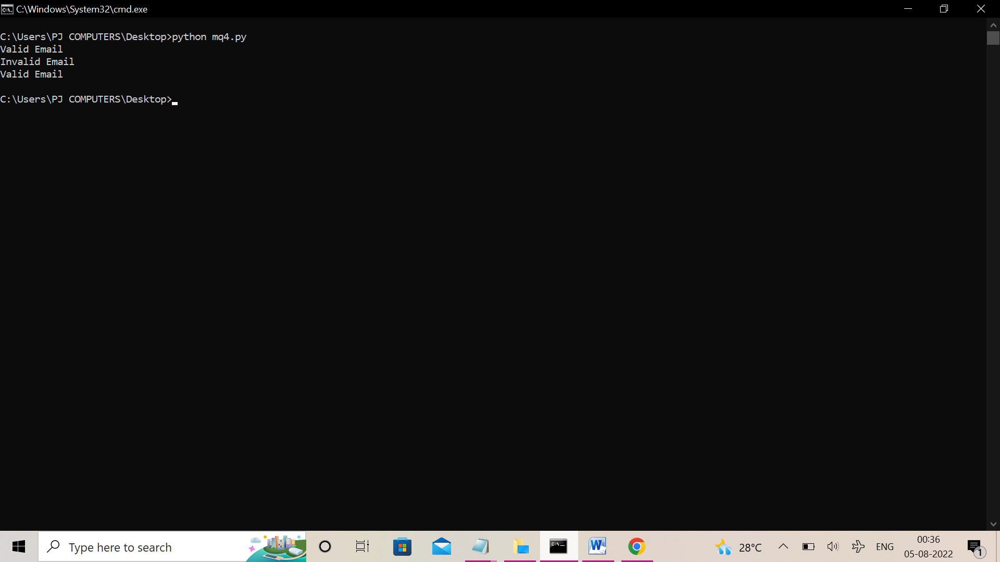 C:\Windows\System32\cmd.exe
C:\Users\PJ COMPUTERS\Desktop>python mq4.py
Valid Email
Invalid Email
Valid Email
C:\Users\PJ COMPUTERS\Desktop>
Type here to search
28°C
ENG
00:36
05-08-2022
1